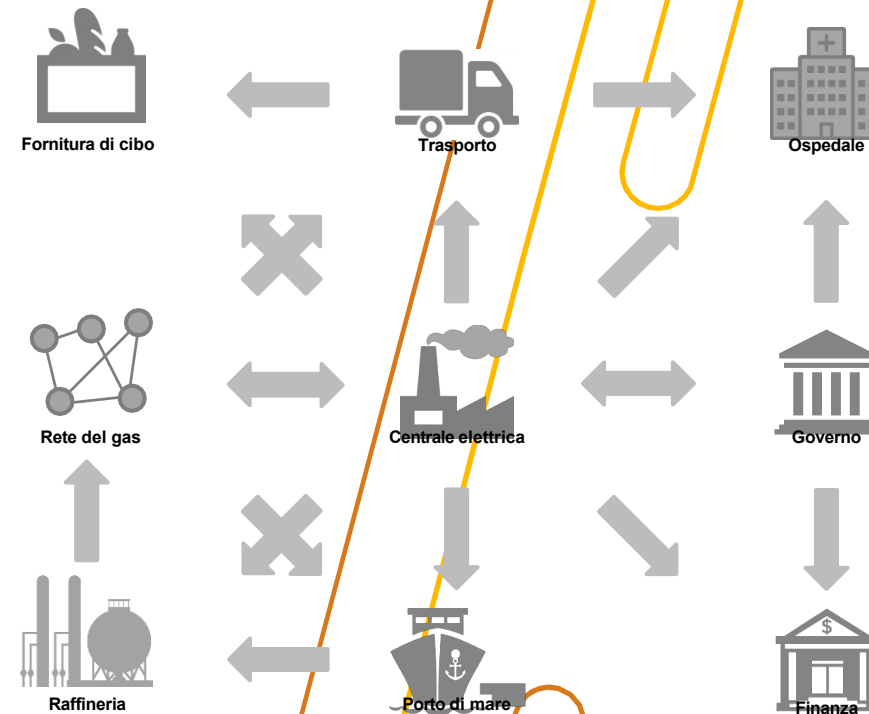 Fornitura di cibo
Trasporto
Ospedale
Rete del gas
Centrale elettrica
Governo
$
Raffineria
Porto di mare
Finanza